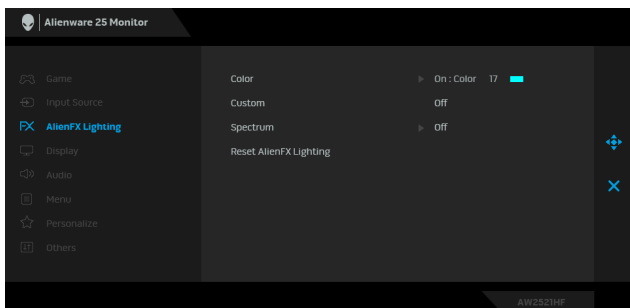 Alienware 25 Monitor
Game
Input Source
AlienFX Lighting
Display
Audio
Menu
Personalize
Others
Color On : Color 17
Custom Off
Spectrum Off
Reset AlienFX Lighting
AW2521HF